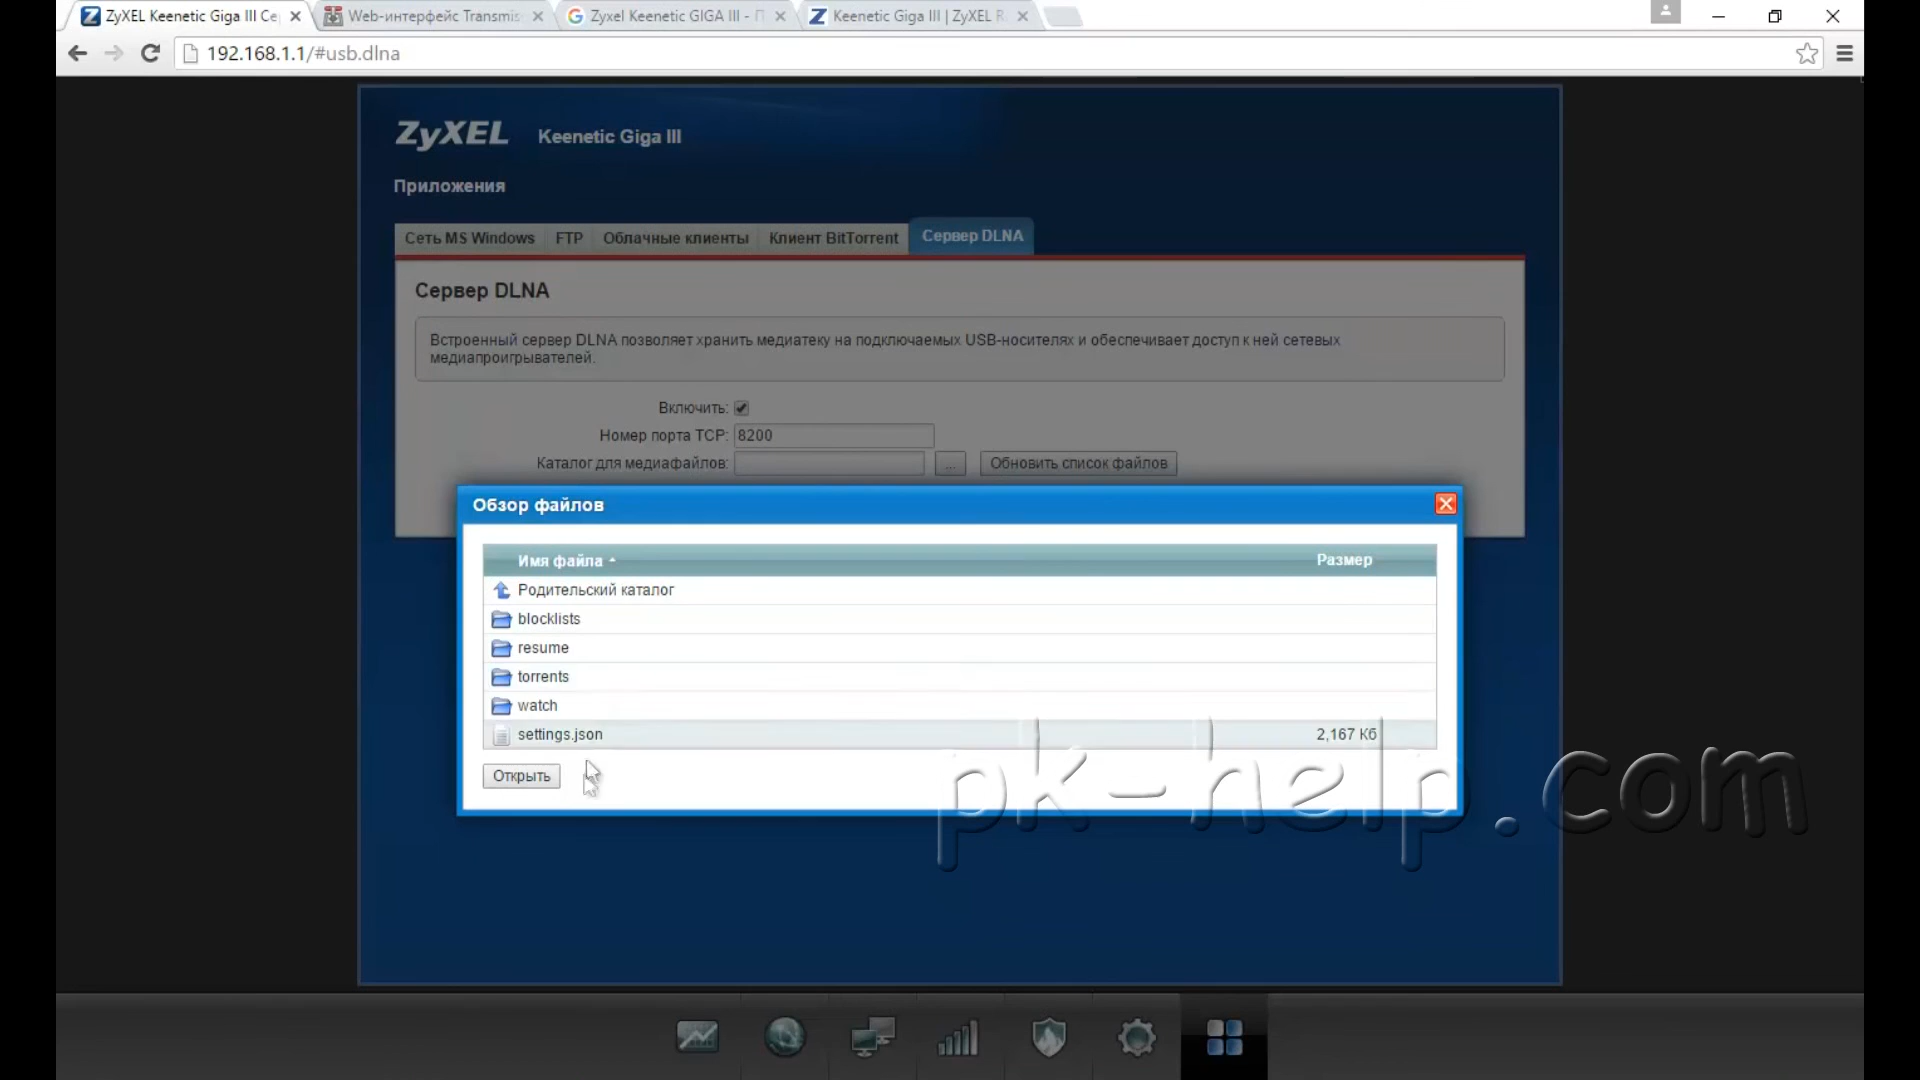 ZyXEL Keenetic Giga III Се
Web-интерфейс Transmis
Zyxel Keenetic GIGA III - П
Keenetic Giga III | ZyXEL R
192.168.1.1/#usb.dlna
ZyXEL Keenetic Giga III
Приложения
Сеть MS Windows
FTP
Облачные клиенты
Клиент BitTorrent
Сервер DLNA
Сервер DLNA
Встроенный сервер DLNA позволяет хранить медиатеку на подключаемых USB-носителях и обеспечивает доступ к ней сетевых
медиапроигрывателей.
Включить:
Номер порта TCP: 8200
Каталог для медиафайлов: ... Обновить список файлов
Обзор файлов
Имя файла Размер
Родительский каталог
blocklists
resume
torrents
watch
settings.json 2,167 Кб
Открыть
pk-help.com